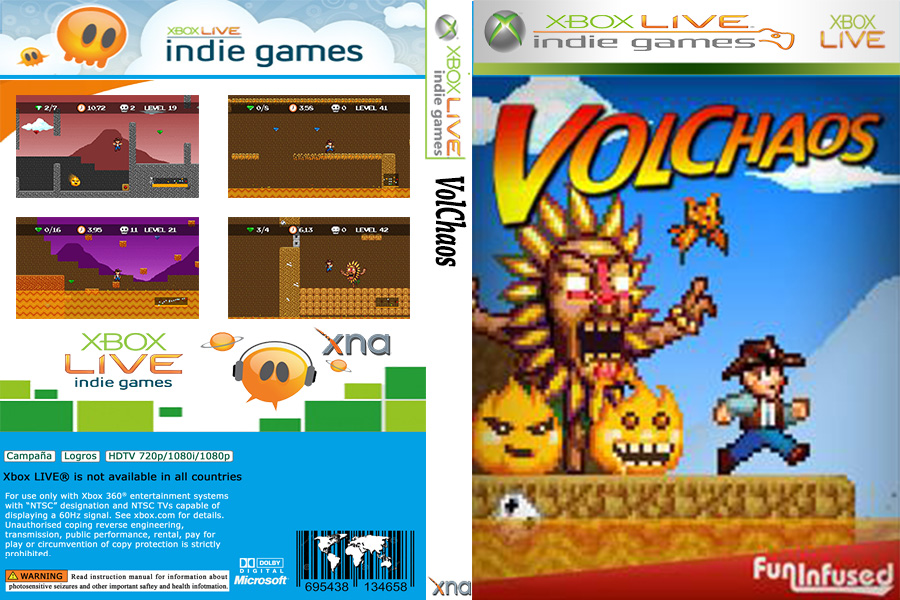 XBOX LIVE
indie games
2/7 10.72 2 LEVEL 19
0/8 3.58 0 LEVEL 41
0/16 3.95 11 LEVEL 21
3/4 6.13 0 LEVEL 42
XBOX
LIVE
indie games
xna
Campaña Logros HDTV 720p/1080i/1080p
Xbox LIVE® is not available in all countries
For use only with Xbox 360® entertainment systems
with “NTSC” designation and NTSC TVs capable of
displaying a 60Hz signal. See xbox.com for details.
Unauthorised coping reverse engineering,
transmission, public performance, rental, pay for
play or circumvention of copy protection is strictly
prohibited.
WARNING Read instruction manual for information about
photosensitive seizures and other important saftey and health infotmation.
DOLBY
DIGITAL
Microsoft
695438 134658
XBOX LIVE
indie games
VolChaos
xna
XBOX LIVE
indie games
XBOX
LIVE
VOLCHAOS
FunInfused